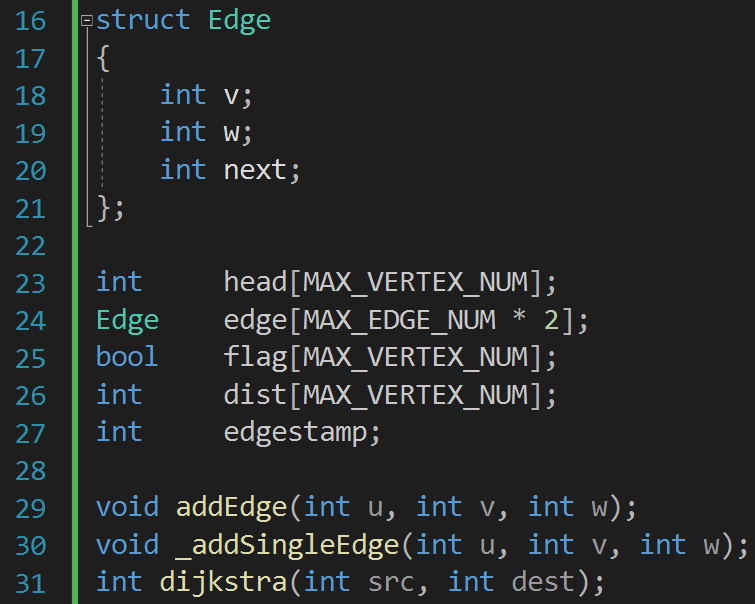 16 struct Edge
17 {
18     int v;
19     int w;
20     int next;
21 };
22
23 int     head[MAX_VERTEX_NUM];
24 Edge    edge[MAX_EDGE_NUM * 2];
25 bool    flag[MAX_VERTEX_NUM];
26 int     dist[MAX_VERTEX_NUM];
27 int     edgestamp;
28
29 void addEdge(int u, int v, int w);
30 void _addSingleEdge(int u, int v, int w);
31 int dijkstra(int src, int dest);